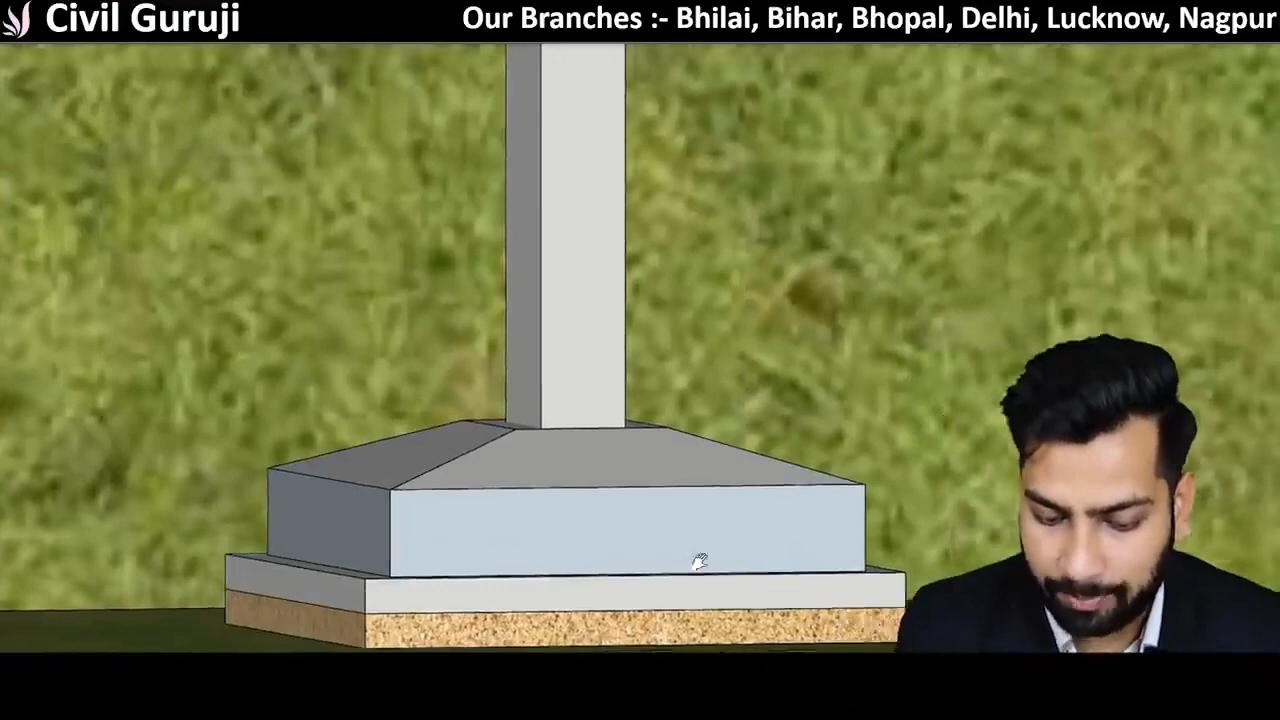 Civil Guruji
Our Branches :- Bhilai, Bihar, Bhopal, Delhi, Lucknow, Nagpur